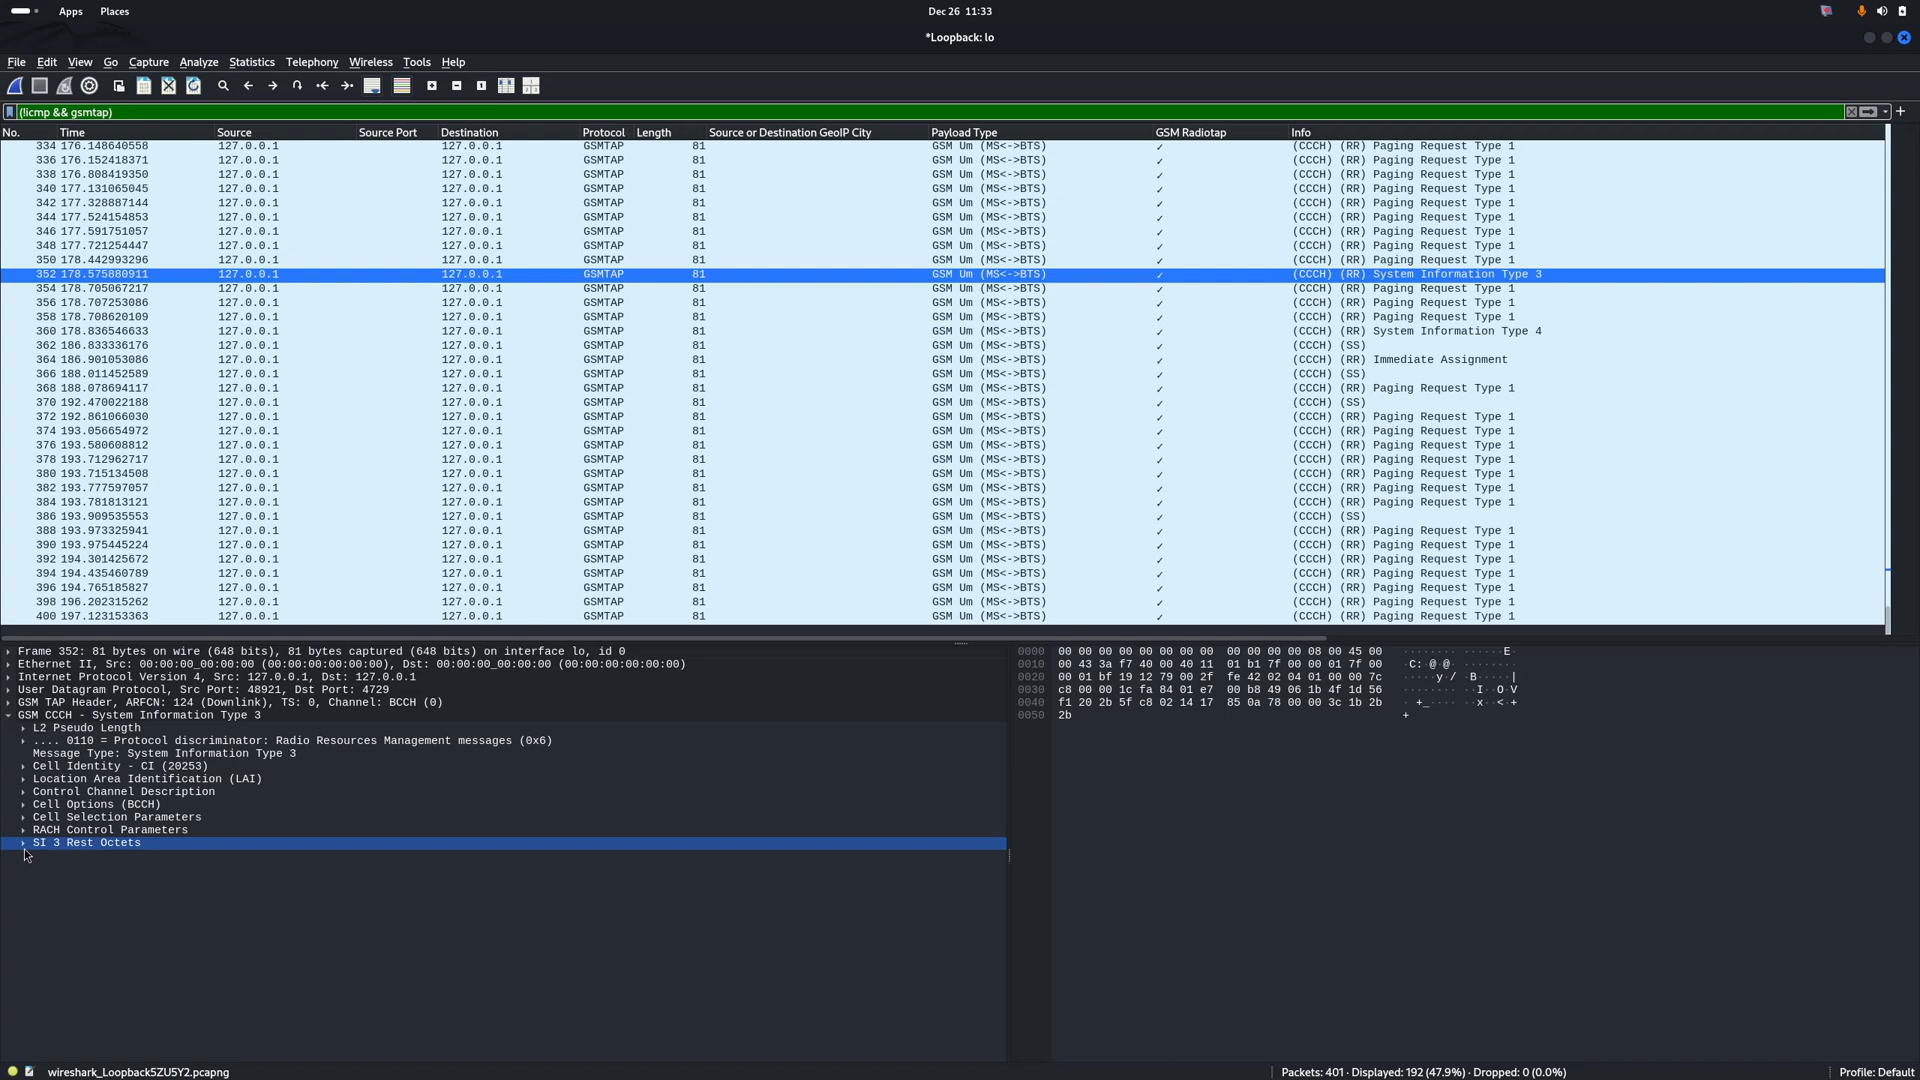 Apps Places Dec 26 11:33
*Loopback: lo
File Edit View Go Capture Analyze Statistics Telephony Wireless Tools Help
(!icmp && gsmtap)
No. Time Source Source Port Destination Protocol Length Source or Destination GeoIP City Payload Type GSM Radiotap Info
334 176.148640558 127.0.0.1 127.0.0.1 GSMTAP 81 GSM Um (MS<->BTS) ✓ (CCCH) (RR) Paging Request Type 1
336 176.152418371 127.0.0.1 127.0.0.1 GSMTAP 81 GSM Um (MS<->BTS) ✓ (CCCH) (RR) Paging Request Type 1
338 176.808419350 127.0.0.1 127.0.0.1 GSMTAP 81 GSM Um (MS<->BTS) ✓ (CCCH) (RR) Paging Request Type 1
340 177.131065045 127.0.0.1 127.0.0.1 GSMTAP 81 GSM Um (MS<->BTS) ✓ (CCCH) (RR) Paging Request Type 1
342 177.328887144 127.0.0.1 127.0.0.1 GSMTAP 81 GSM Um (MS<->BTS) ✓ (CCCH) (RR) Paging Request Type 1
344 177.524154853 127.0.0.1 127.0.0.1 GSMTAP 81 GSM Um (MS<->BTS) ✓ (CCCH) (RR) Paging Request Type 1
346 177.591751057 127.0.0.1 127.0.0.1 GSMTAP 81 GSM Um (MS<->BTS) ✓ (CCCH) (RR) Paging Request Type 1
348 177.721254447 127.0.0.1 127.0.0.1 GSMTAP 81 GSM Um (MS<->BTS) ✓ (CCCH) (RR) Paging Request Type 1
350 178.442993296 127.0.0.1 127.0.0.1 GSMTAP 81 GSM Um (MS<->BTS) ✓ (CCCH) (RR) Paging Request Type 1
352 178.575880911 127.0.0.1 127.0.0.1 GSMTAP 81 GSM Um (MS<->BTS) ✓ (CCCH) (RR) System Information Type 3
354 178.705067217 127.0.0.1 127.0.0.1 GSMTAP 81 GSM Um (MS<->BTS) ✓ (CCCH) (RR) Paging Request Type 1
356 178.707253086 127.0.0.1 127.0.0.1 GSMTAP 81 GSM Um (MS<->BTS) ✓ (CCCH) (RR) Paging Request Type 1
358 178.708620109 127.0.0.1 127.0.0.1 GSMTAP 81 GSM Um (MS<->BTS) ✓ (CCCH) (RR) Paging Request Type 1
360 178.836546633 127.0.0.1 127.0.0.1 GSMTAP 81 GSM Um (MS<->BTS) ✓ (CCCH) (RR) System Information Type 4
362 186.833336176 127.0.0.1 127.0.0.1 GSMTAP 81 GSM Um (MS<->BTS) ✓ (CCCH) (SS)
364 186.901053086 127.0.0.1 127.0.0.1 GSMTAP 81 GSM Um (MS<->BTS) ✓ (CCCH) (RR) Immediate Assignment
366 188.011452589 127.0.0.1 127.0.0.1 GSMTAP 81 GSM Um (MS<->BTS) ✓ (CCCH) (SS)
368 188.078694117 127.0.0.1 127.0.0.1 GSMTAP 81 GSM Um (MS<->BTS) ✓ (CCCH) (RR) Paging Request Type 1
370 192.470022188 127.0.0.1 127.0.0.1 GSMTAP 81 GSM Um (MS<->BTS) ✓ (CCCH) (SS)
372 192.861066030 127.0.0.1 127.0.0.1 GSMTAP 81 GSM Um (MS<->BTS) ✓ (CCCH) (RR) Paging Request Type 1
374 193.056654972 127.0.0.1 127.0.0.1 GSMTAP 81 GSM Um (MS<->BTS) ✓ (CCCH) (RR) Paging Request Type 1
376 193.580608812 127.0.0.1 127.0.0.1 GSMTAP 81 GSM Um (MS<->BTS) ✓ (CCCH) (RR) Paging Request Type 1
378 193.712962717 127.0.0.1 127.0.0.1 GSMTAP 81 GSM Um (MS<->BTS) ✓ (CCCH) (RR) Paging Request Type 1
380 193.715134508 127.0.0.1 127.0.0.1 GSMTAP 81 GSM Um (MS<->BTS) ✓ (CCCH) (RR) Paging Request Type 1
382 193.777597057 127.0.0.1 127.0.0.1 GSMTAP 81 GSM Um (MS<->BTS) ✓ (CCCH) (RR) Paging Request Type 1
384 193.781813121 127.0.0.1 127.0.0.1 GSMTAP 81 GSM Um (MS<->BTS) ✓ (CCCH) (RR) Paging Request Type 1
386 193.909535553 127.0.0.1 127.0.0.1 GSMTAP 81 GSM Um (MS<->BTS) ✓ (CCCH) (SS)
388 193.973325941 127.0.0.1 127.0.0.1 GSMTAP 81 GSM Um (MS<->BTS) ✓ (CCCH) (RR) Paging Request Type 1
390 193.975445224 127.0.0.1 127.0.0.1 GSMTAP 81 GSM Um (MS<->BTS) ✓ (CCCH) (RR) Paging Request Type 1
392 194.301425672 127.0.0.1 127.0.0.1 GSMTAP 81 GSM Um (MS<->BTS) ✓ (CCCH) (RR) Paging Request Type 1
394 194.435460789 127.0.0.1 127.0.0.1 GSMTAP 81 GSM Um (MS<->BTS) ✓ (CCCH) (RR) Paging Request Type 1
396 194.765185827 127.0.0.1 127.0.0.1 GSMTAP 81 GSM Um (MS<->BTS) ✓ (CCCH) (RR) Paging Request Type 1
398 196.202315262 127.0.0.1 127.0.0.1 GSMTAP 81 GSM Um (MS<->BTS) ✓ (CCCH) (RR) Paging Request Type 1
400 197.123153363 127.0.0.1 127.0.0.1 GSMTAP 81 GSM Um (MS<->BTS) ✓ (CCCH) (RR) Paging Request Type 1
Frame 352: 81 bytes on wire (648 bits), 81 bytes captured (648 bits) on interface lo, id 0
Ethernet II, Src: 00:00:00_00:00:00 (00:00:00:00:00:00), Dst: 00:00:00_00:00:00 (00:00:00:00:00:00)
Internet Protocol Version 4, Src: 127.0.0.1, Dst: 127.0.0.1
User Datagram Protocol, Src Port: 48921, Dst Port: 4729
GSM TAP Header, ARFCN: 124 (Downlink), TS: 0, Channel: BCCH (0)
GSM CCCH - System Information Type 3
L2 Pseudo Length
.... 0110 = Protocol discriminator: Radio Resources Management messages (0x6)
Message Type: System Information Type 3
Cell Identity - CI (20253)
Location Area Identification (LAI)
Control Channel Description
Cell Options (BCCH)
Cell Selection Parameters
RACH Control Parameters
SI 3 Rest Octets
0000 00 00 00 00 00 00 00 00 00 00 00 00 08 00 45 00 ········ ······E·
0010 00 43 3a f7 40 00 40 11 01 b1 7f 00 00 01 7f 00 ·C:·@·@· ········
0020 00 01 bf 19 12 79 00 2f fe 42 02 04 01 00 00 7c ·····y·/ ·B·····|
0030 c8 00 00 1c fa 84 01 e7 00 b8 49 06 1b 4f 1d 56 ········ ··I··O·V
0040 f1 20 2b 5f c8 02 14 17 85 0a 78 00 00 3c 1b 2b · +_···· ··x··<·+
0050 2b +
wireshark_Loopback5ZU5Y2.pcapng Packets: 401 · Displayed: 192 (47.9%) · Dropped: 0 (0.0%) Profile: Default